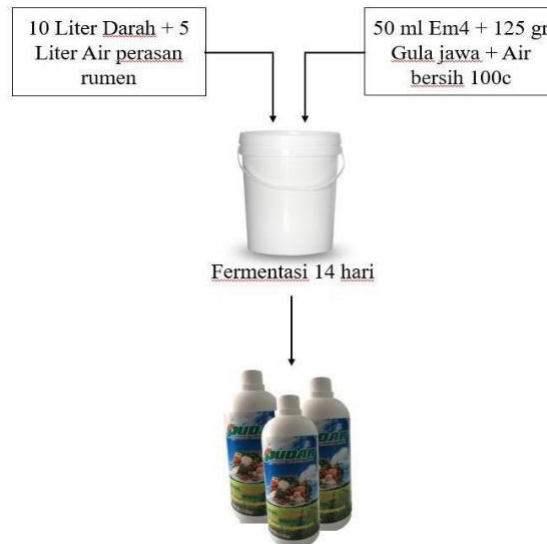 10 Liter Darah + 5
Liter Air perasan
rumen
50 ml Em4 + 125 gr
Gula jawa + Air
bersih 100c
Fermentasi 14 hari